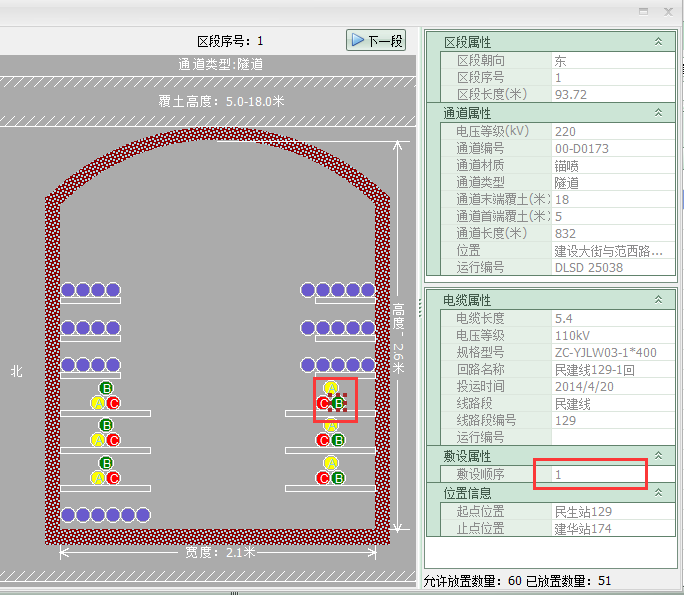 区段序号：1
下一段
通道类型:隧道
覆土高度：5.0-18.0米
高度：2.6米
北
B
A C
B
A C
B
A C
A
C B
A
C B
A
C B
宽度：2.1米
区段属性
区段朝向 东
区段序号 1
区段长度(米) 93.72
通道属性
电压等级(kV) 220
通道编号 00-D0173
通道材质 锚喷
通道类型 隧道
通道末端覆土(米) 18
通道首端覆土(米) 5
通道长度(米) 832
位置 建设大街与范西路...
运行编号 DLSD 25038
电缆属性
电缆长度 5.4
电压等级 110kV
规格型号 ZC-YJLW03-1*400
回路名称 民建线129-1回
投运时间 2014/4/20
线路段 民建线
线路段编号 129
运行编号
敷设属性
敷设顺序 1
位置信息
起点位置 民生站129
止点位置 建华站174
允许放置数量：60 已放置数量：51